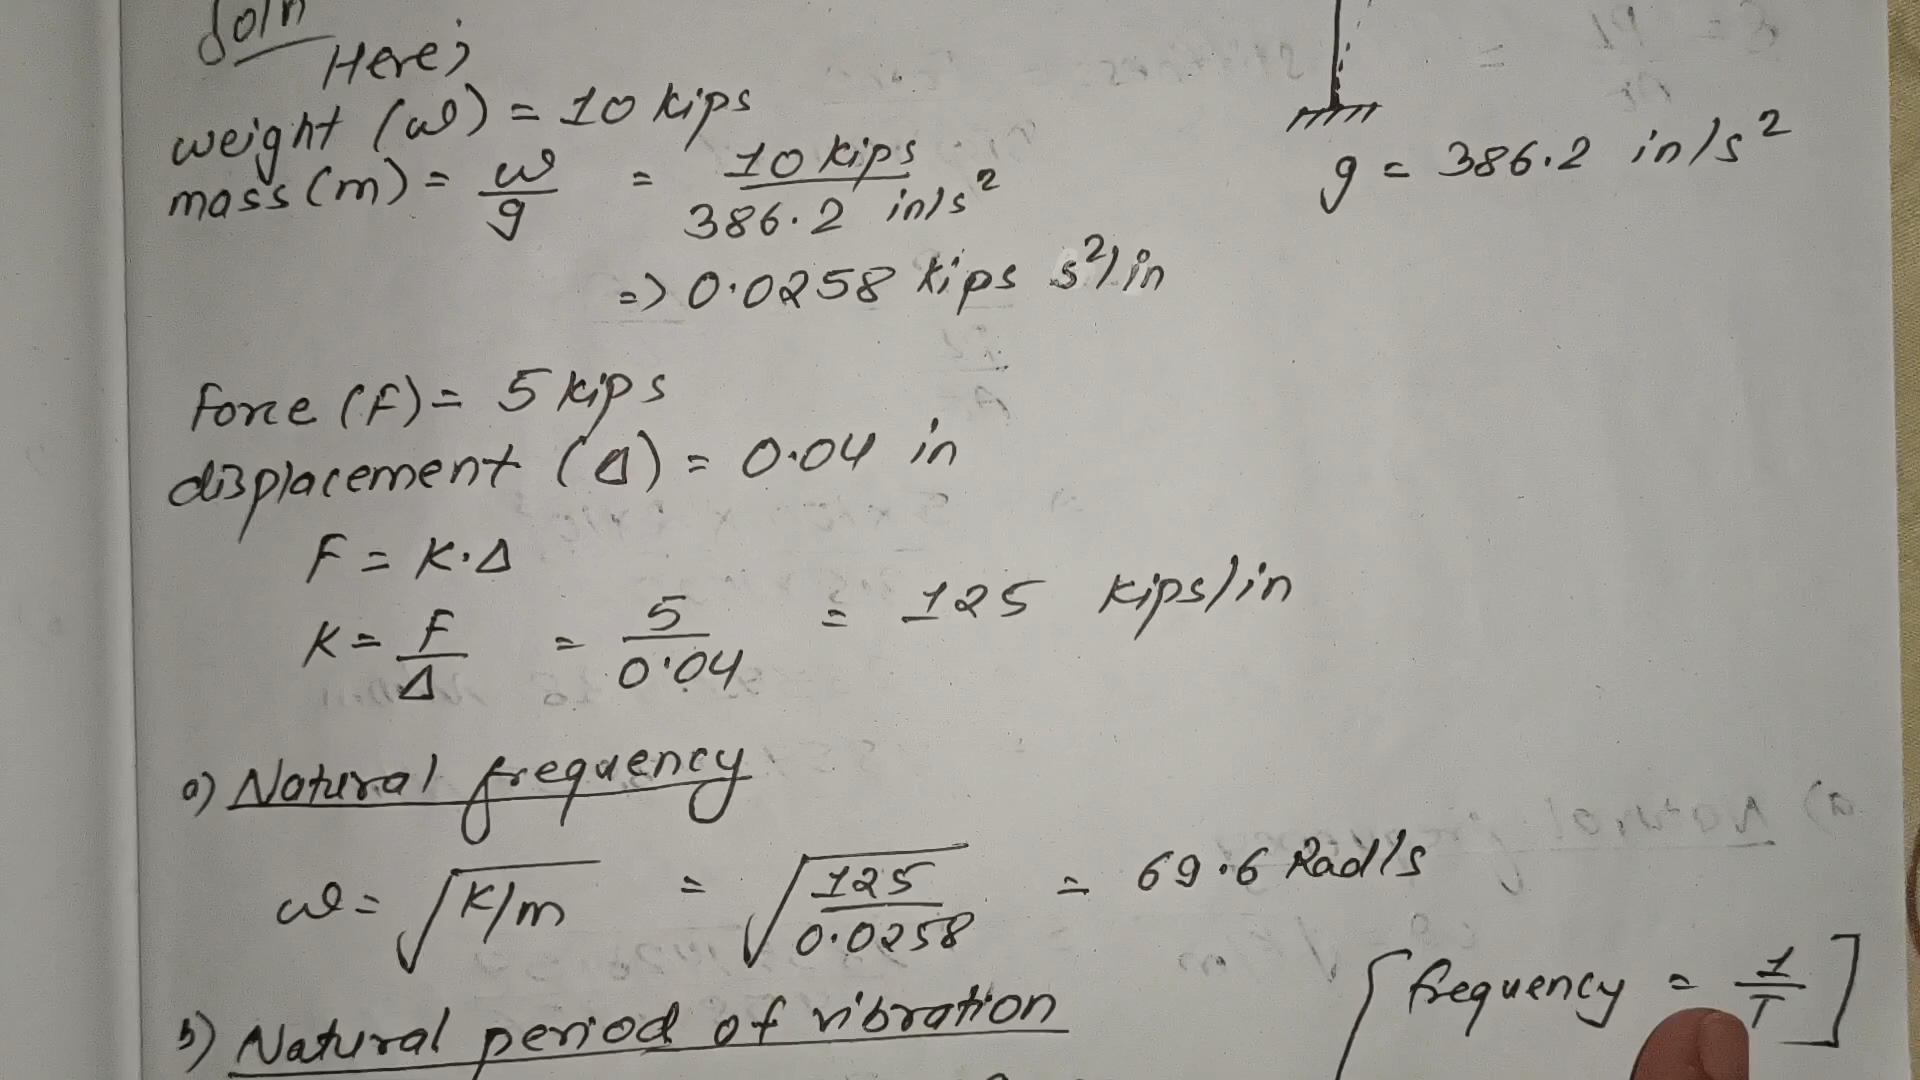 Soln
Here;
weight (ω) = 10 kips
mass (m) = ω/g = 10 kips / 386.2 in/s²
g = 386.2 in/s²
=> 0.0258 kips s²/in
Force (F) = 5 kips
displacement (Δ) = 0.04 in
F = K.Δ
K = F/Δ = 5/0.04 = 125 kips/in
a) Natural frequency
ω = √K/m = √125/0.0258 = 69.6 Rad/s
[frequency = 1/T]
b) Natural period of vibration